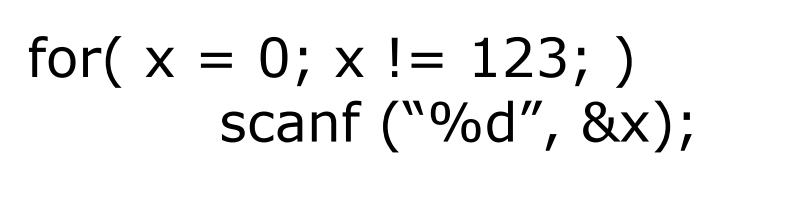 for( x = 0; x != 123; )
scanf (“%d”, &x);